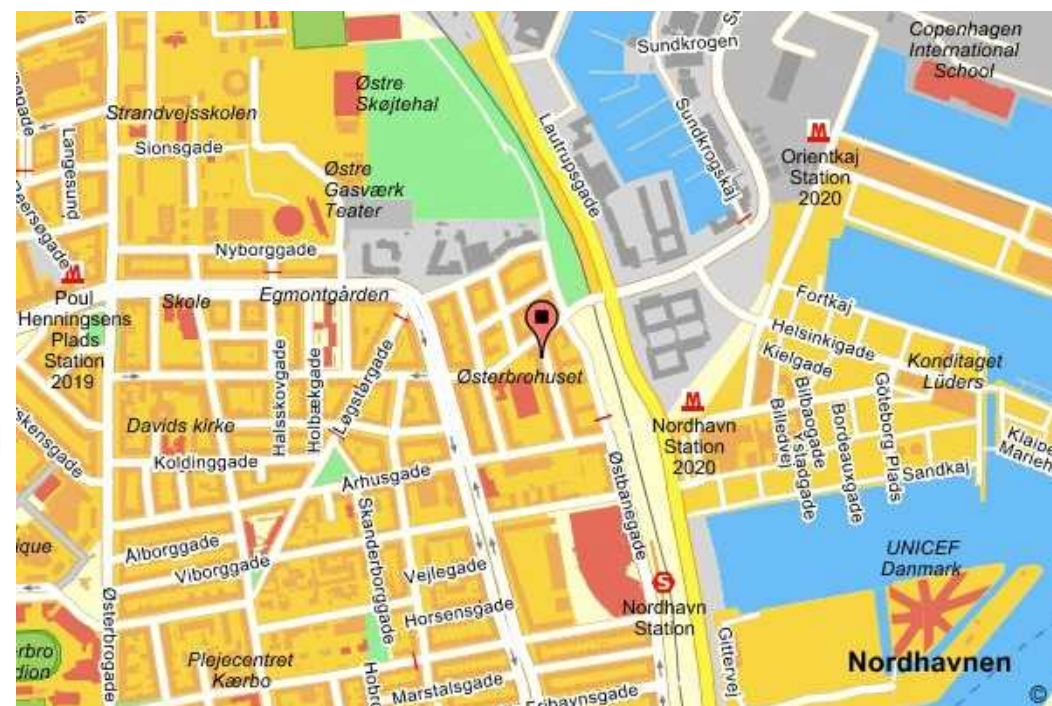 Copenhagen
International
School
Sundkrogen
Østre
Skøjtehal
Strandvejsskolen
Langesund
Sionsgade
Lautrupsgade
Sundkrogskaj
Orientkaj
Station
2020
Østre
Gasværk
Teater
Nyborggade
Poul
Henningsens
Plads
Station
2019
Skole
Egmontgården
Fortkaj
Helsinkigade
Kielgade
Konditaget
Lüders
Østerbrohuset
Halsskovgade
Holbækgade
Løgstørgade
Billedvej
Bilbaogade
Ystadgade
Bordeauxgade
Göteborg Plads
Nordhavn
Station
2020
Davids kirke
Koldinggade
Århusgade
Østbanegade
Sandkaj
Skanderborggade
Ålborggade
Viborggade
Vejlegade
Horsensgade
UNICEF
Danmark
S
Nordhavn
Station
Østerbrogade
Gittervej
Plejecentret
Kærbo
Marstalsgade
Nordhavnen
©